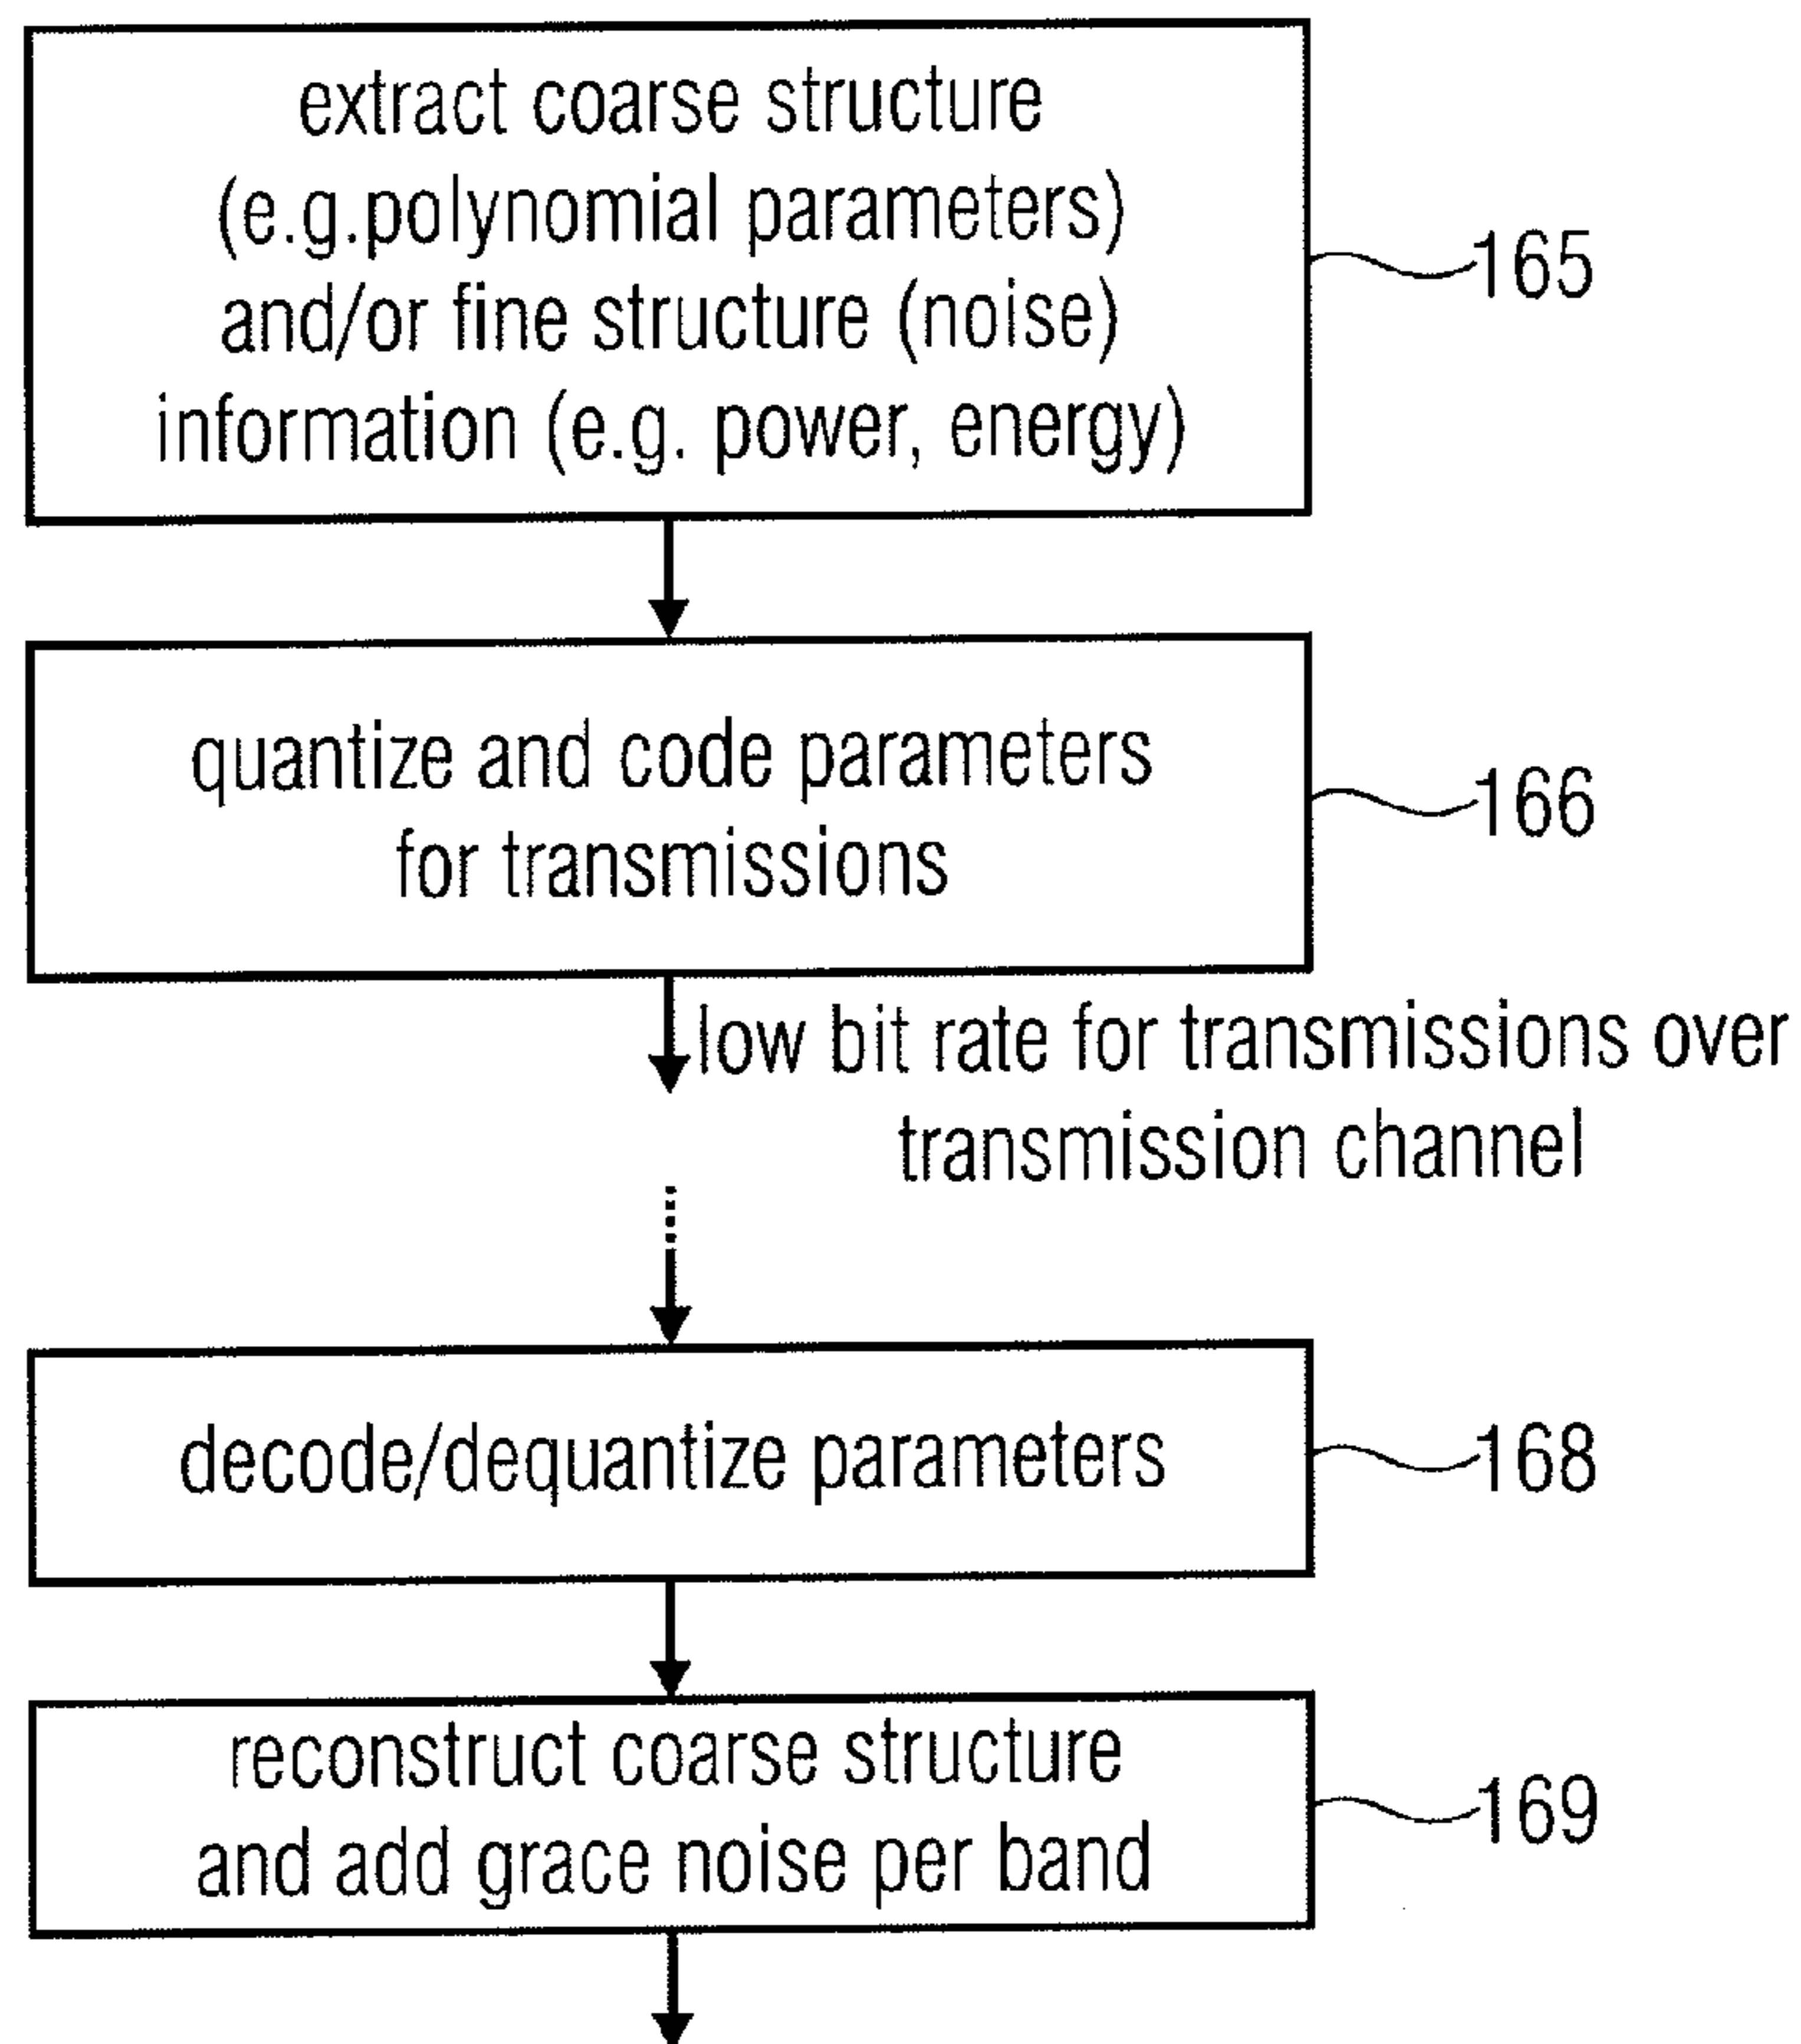 extract coarse structure
(e.g.polynomial parameters)
and/or fine structure (noise)
information (e.g. power, energy)
165
quantize and code parameters
for transmissions
166
low bit rate for transmissions over
transmission channel
decode/dequantize parameters
168
reconstruct coarse structure
and add grace noise per band
169